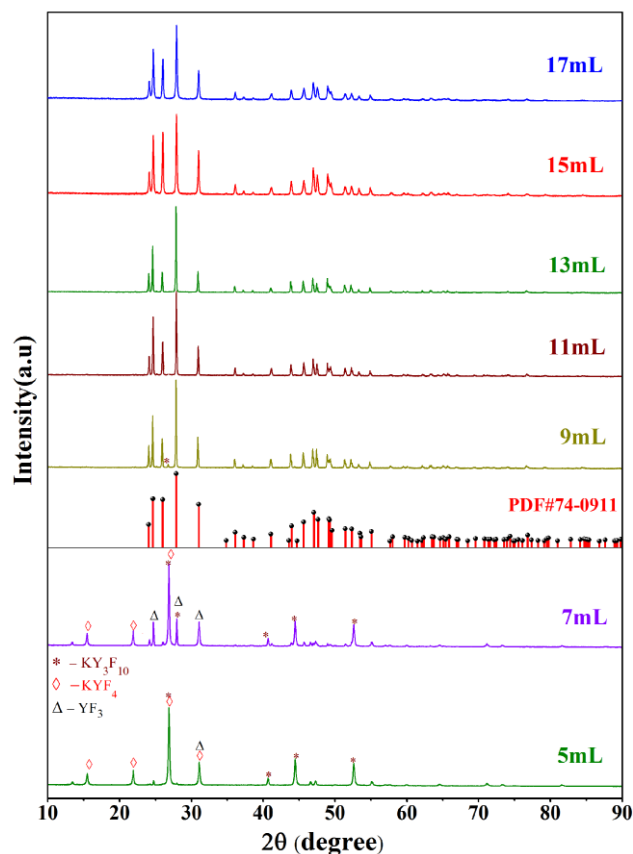 17mL
15mL
13mL
11mL
9mL
*
PDF#74-0911
7mL
* ◊
Δ Δ * Δ
◊ ◊ * * *
* – KY₃F₁₀
◊ – KYF₄
Δ – YF₃
5mL
* ◊
Δ
◊ ◊ ◊ * * *
Intensity(a.u)
10 20 30 40 50 60 70 80 90
2θ (degree)